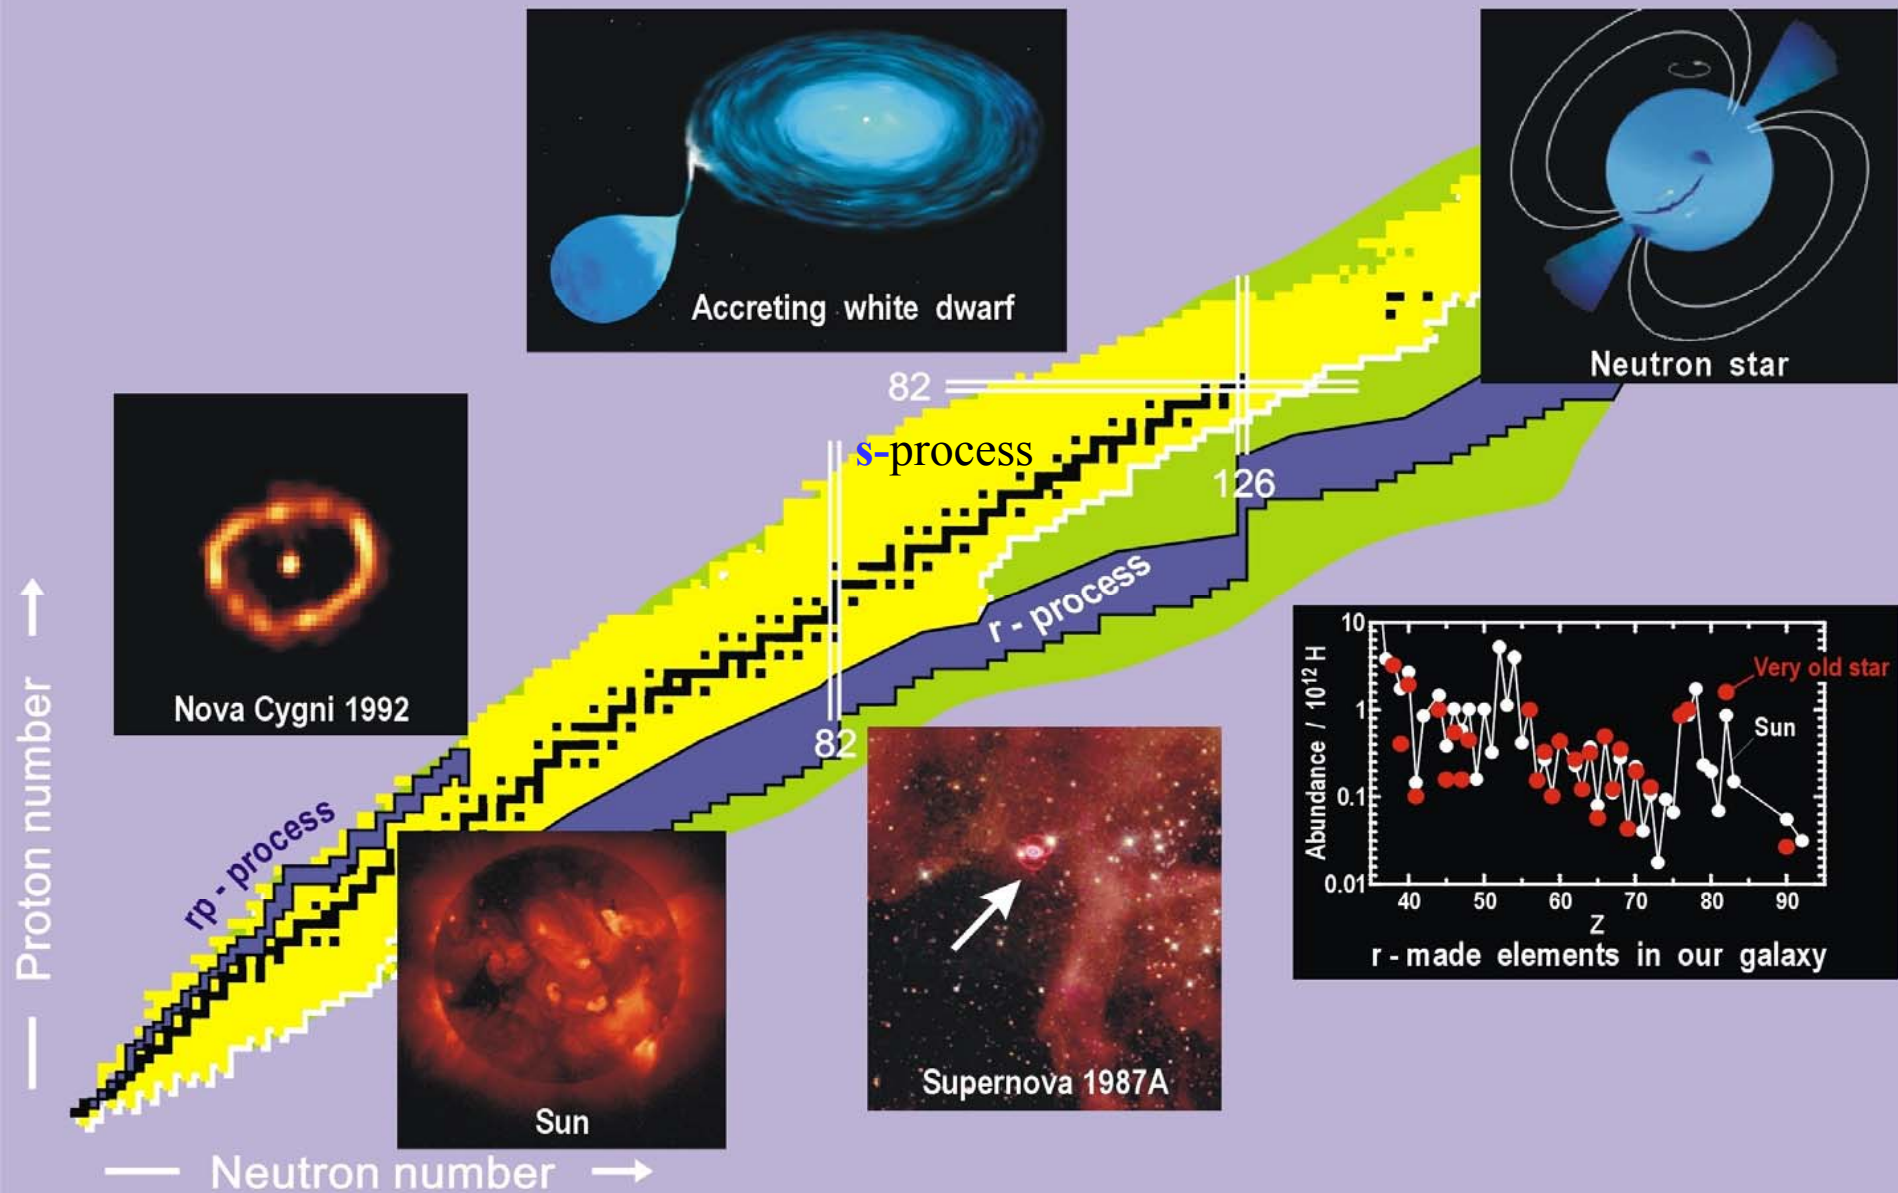 Accreting white dwarf
Neutron star
82
s-process
126
Nova Cygni 1992
r - process
82
rp - process
Proton number
Neutron number
Sun
Supernova 1987A
Abundance / 10¹² H
10
1
0.1
0.01
40 50 60 70 80 90
Z
Very old star
Sun
r - made elements in our galaxy